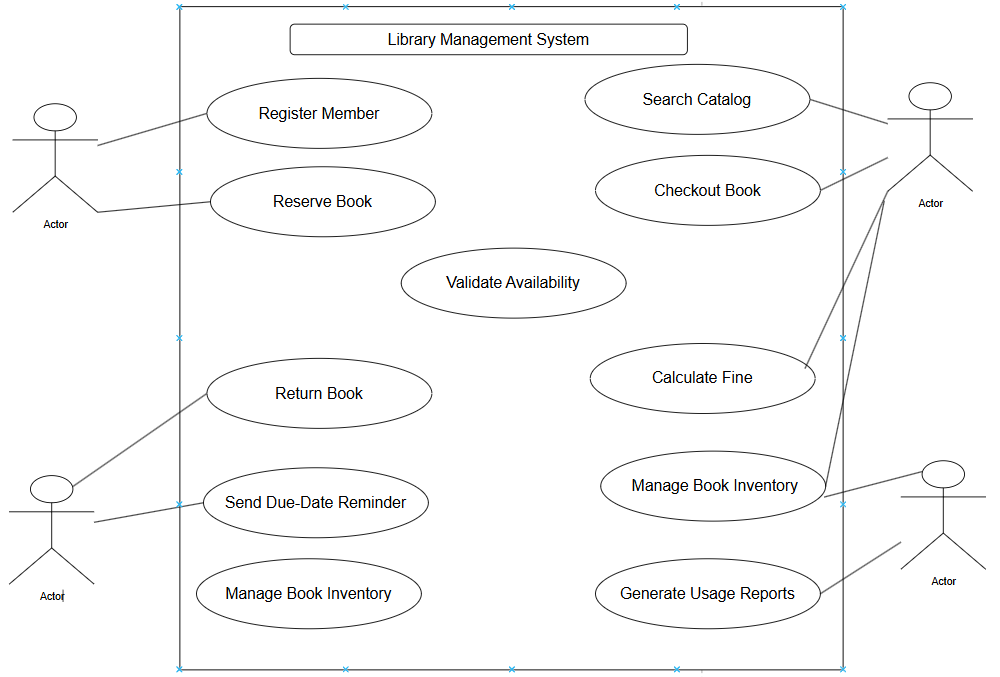 Library Management System
Register Member
Search Catalog
Reserve Book
Checkout Book
Actor
Actor
Validate Availability
Return Book
Calculate Fine
Send Due-Date Reminder
Manage Book Inventory
Manage Book Inventory
Generate Usage Reports
Actor
Actor